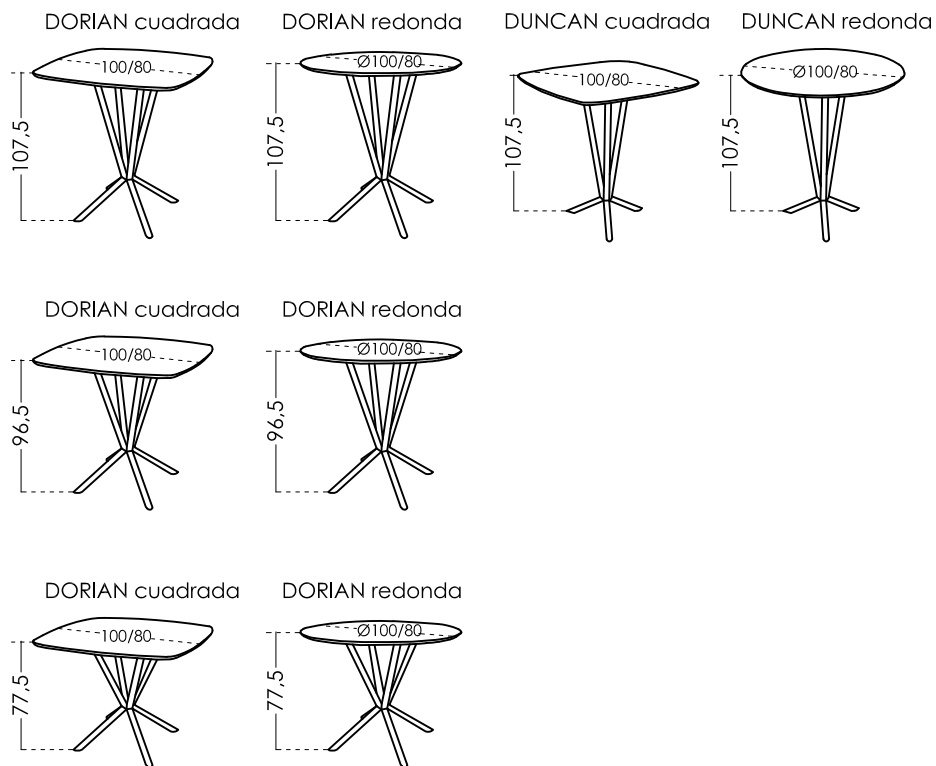 DORIAN cuadrada
DORIAN redonda
DUNCAN cuadrada
DUNCAN redonda
100/80
Ø100/80
100/80
Ø100/80
107,5
107,5
107,5
107,5
DORIAN cuadrada
DORIAN redonda
100/80
Ø100/80
96,5
96,5
DORIAN cuadrada
DORIAN redonda
100/80
Ø100/80
77,5
77,5